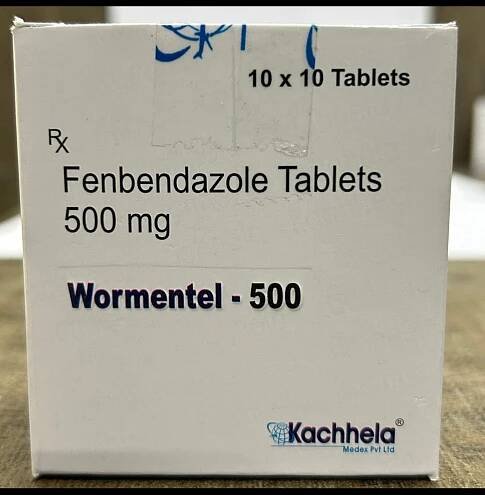 10 x 10 Tablets
Rx
Fenbendazole Tablets
500 mg
Wormentel - 500
Kachhela®
Medex Pvt Ltd